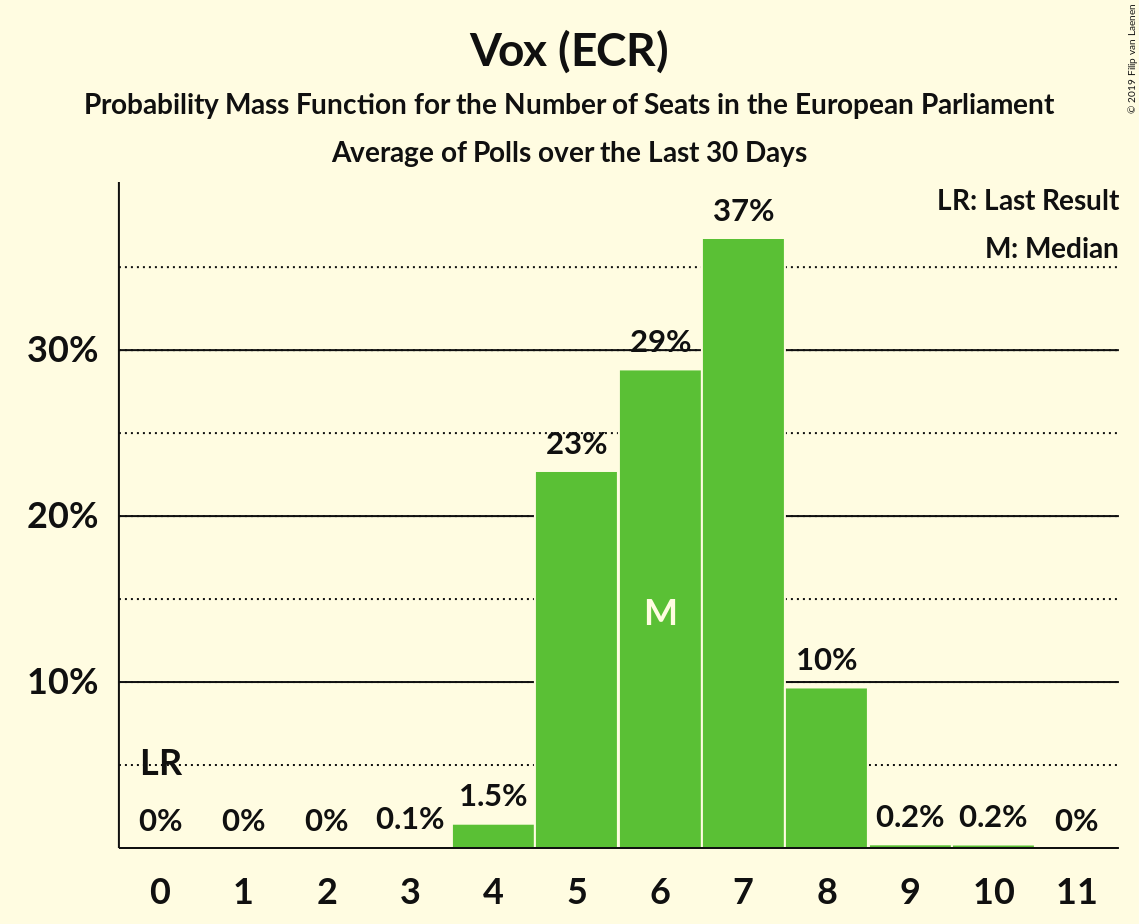 Vox (ECR)
Probability Mass Function for the Number of Seats in the European Parliament
Average of Polls over the Last 30 Days
© 2019 Filip van Laenen
LR: Last Result
M: Median
37%
30%
29%
23%
20%
M
10%
10%
LR
0% 0% 0% 0.1% 1.5% 0.2% 0.2% 0%
0 1 2 3 4 5 6 7 8 9 10 11